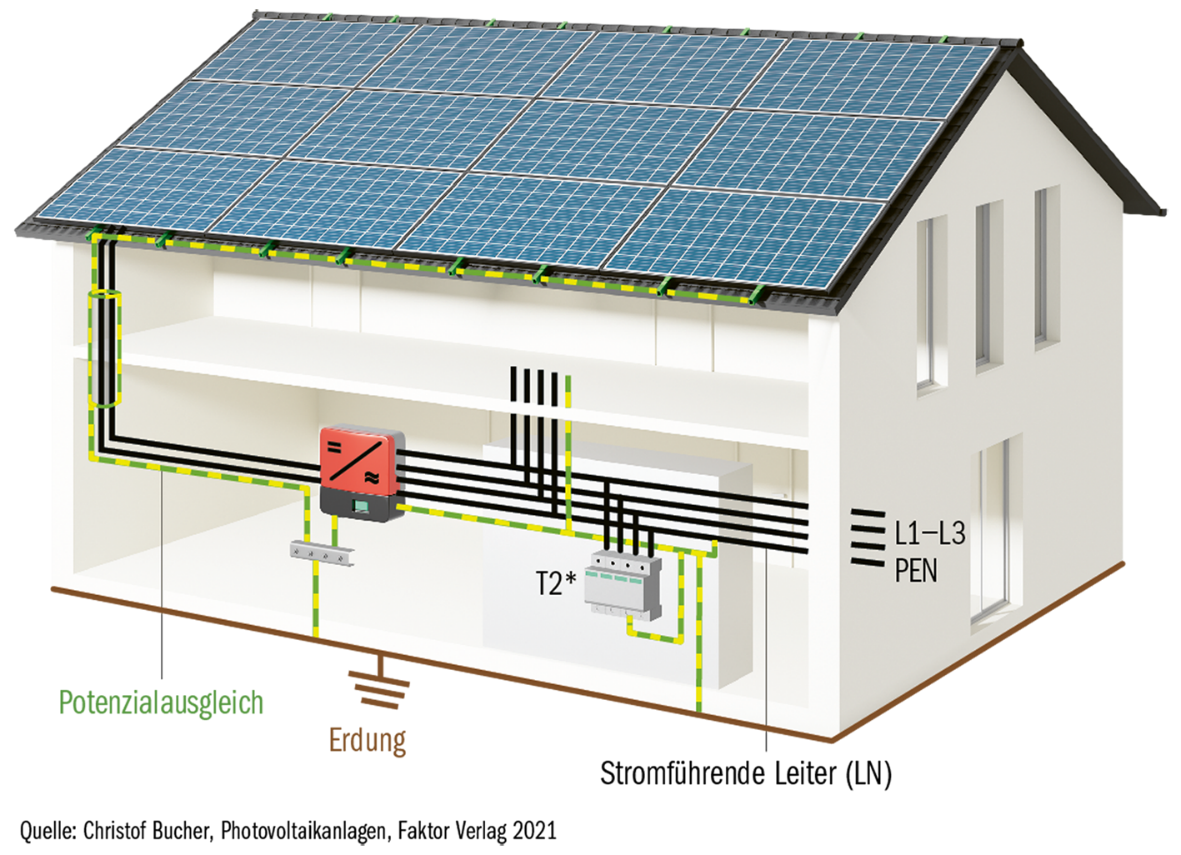 L1–L3
PEN
T2*
Potenzialausgleich
Erdung
Stromführende Leiter (LN)
Quelle: Christof Bucher, Photovoltaikanlagen, Faktor Verlag 2021